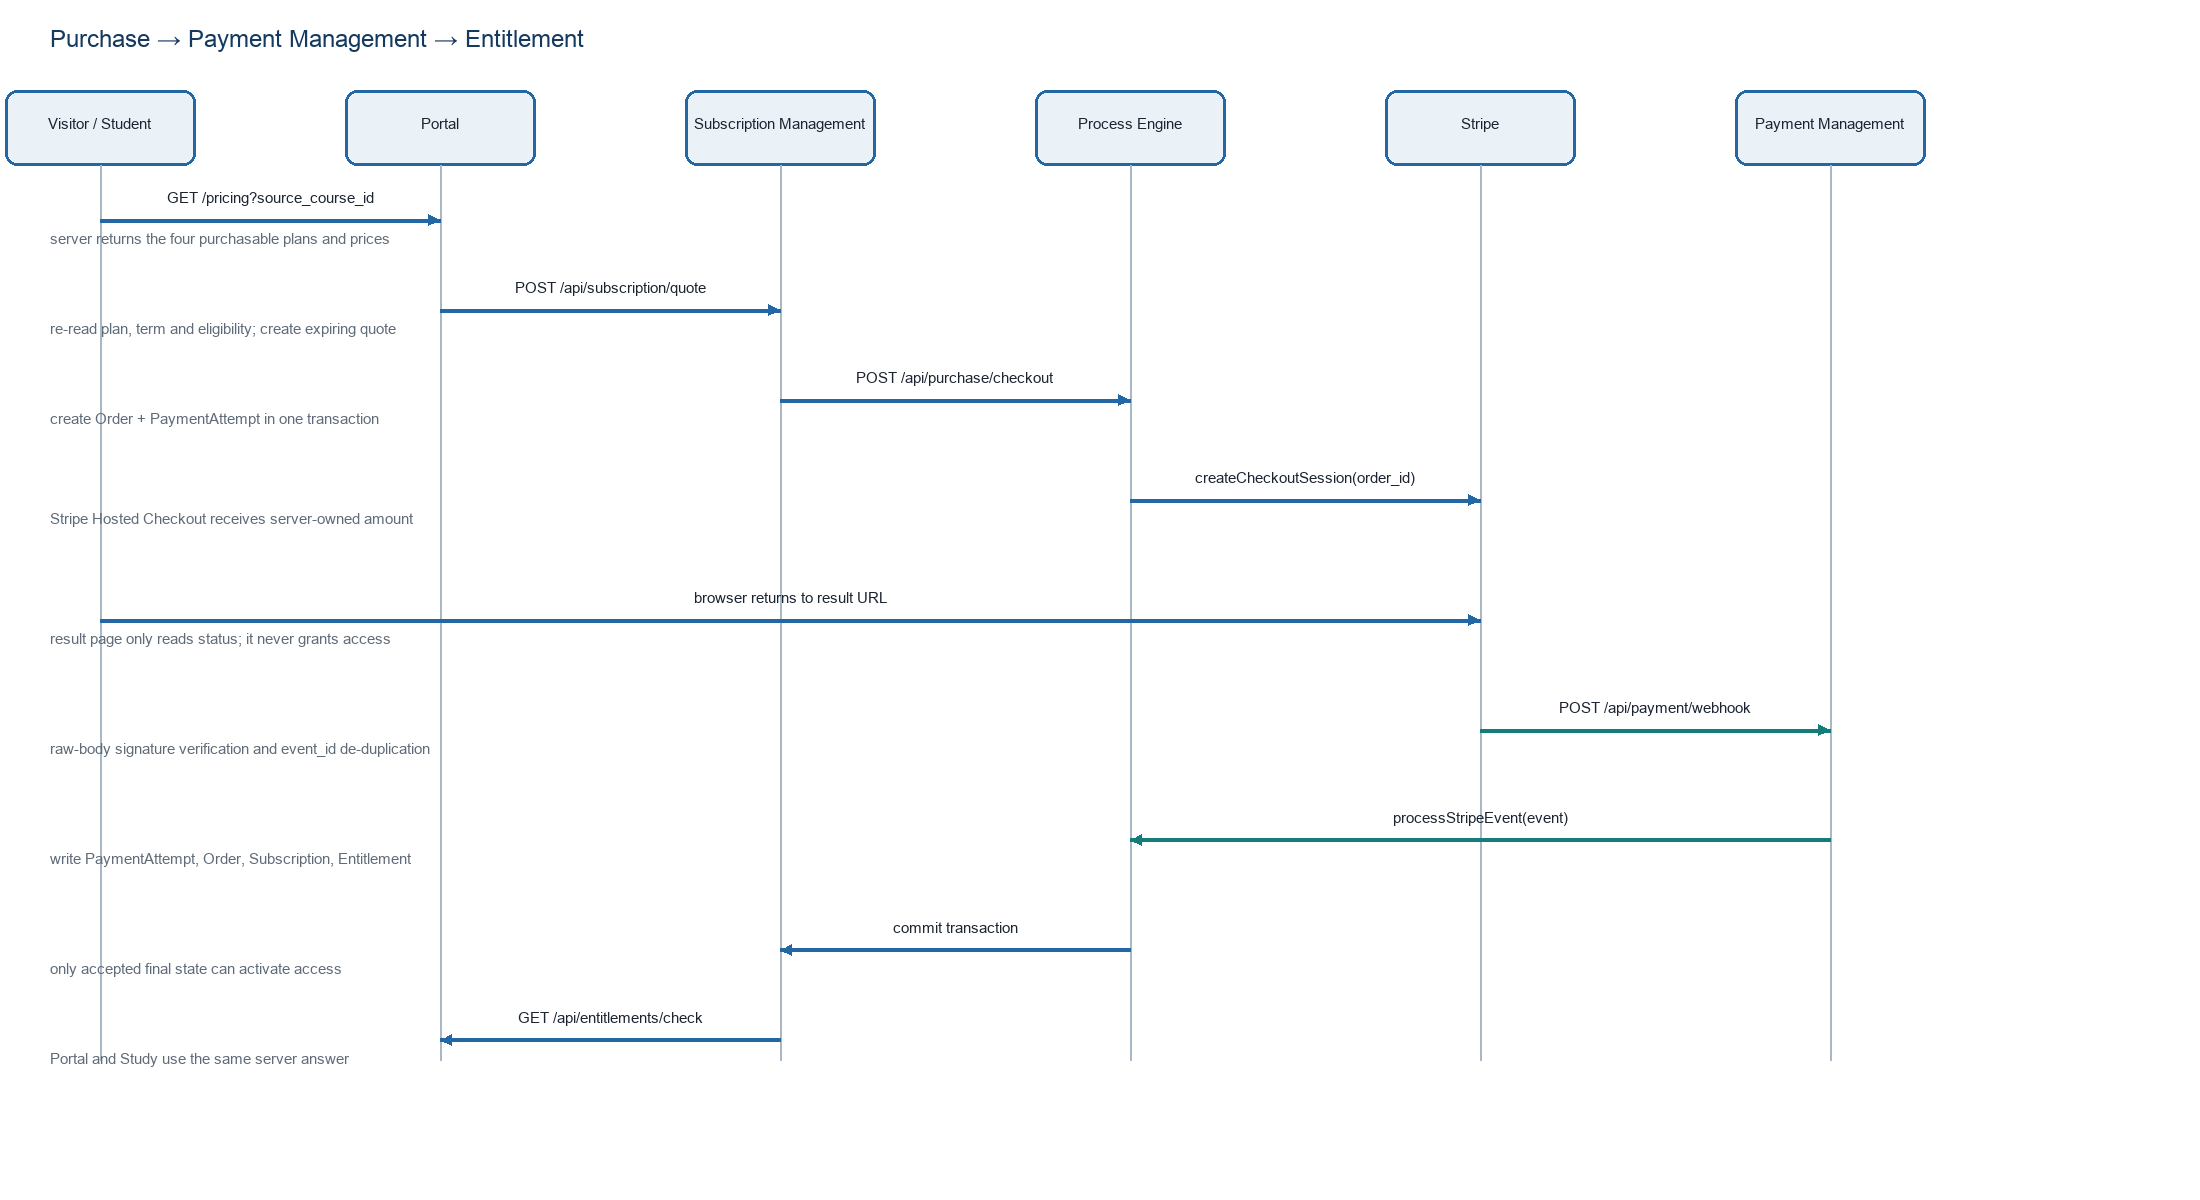 Purchase → Payment Management → Entitlement
Visitor / Student
Portal
Subscription Management
Process Engine
Stripe
Payment Management
GET /pricing?source_course_id
server returns the four purchasable plans and prices
POST /api/subscription/quote
re-read plan, term and eligibility; create expiring quote
POST /api/purchase/checkout
create Order + PaymentAttempt in one transaction
createCheckoutSession(order_id)
Stripe Hosted Checkout receives server-owned amount
browser returns to result URL
result page only reads status; it never grants access
POST /api/payment/webhook
raw-body signature verification and event_id de-duplication
processStripeEvent(event)
write PaymentAttempt, Order, Subscription, Entitlement
commit transaction
only accepted final state can activate access
GET /api/entitlements/check
Portal and Study use the same server answer